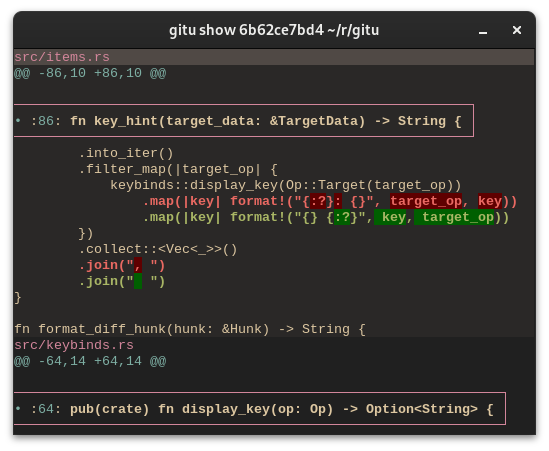 gitu show 6b62ce7bd4 ~/r/gitu
src/items.rs
@@ -86,10 +86,10 @@
• :86: fn key_hint(target_data: &TargetData) -> String {
        .into_iter()
        .filter_map(|target_op| {
            keybinds::display_key(Op::Target(target_op))
                .map(|key| format!("{:?}: {}", target_op, key))
                .map(|key| format!("{} {:?}", key, target_op))
        })
        .collect::<Vec<_>>()
        .join(", ")
        .join("  ")
}
fn format_diff_hunk(hunk: &Hunk) -> String {
src/keybinds.rs
@@ -64,14 +64,14 @@
• :64: pub(crate) fn display_key(op: Op) -> Option<String> {